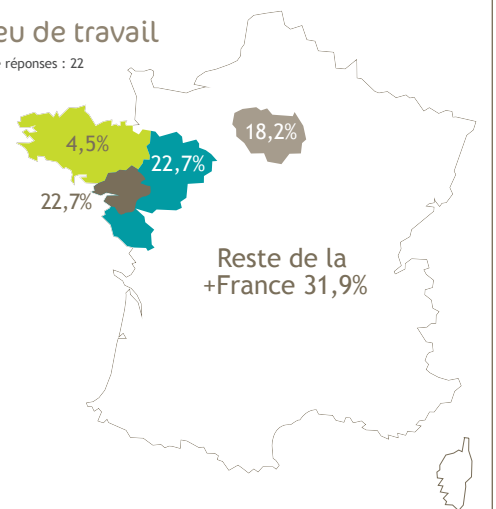 eu de travail
réponses : 22
4,5%
18,2%
22,7%
22,7%
Reste de la
+France 31,9%